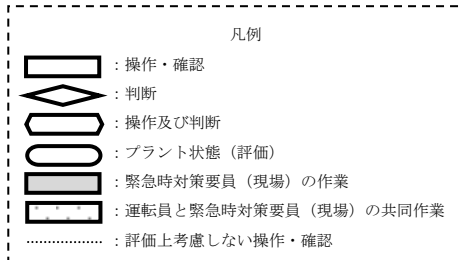 凡例
：操作・確認
：判断
：操作及び判断
：プラント状態（評価）
：緊急時対策要員（現場）の作業
：運転員と緊急時対策要員（現場）の共同作業
：評価上考慮しない操作・確認